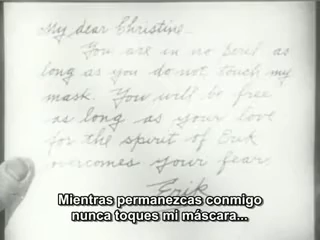 My dear Christine—
You are in no peril as
long as you do not touch my
mask. You will be free
as long as your love
for the spirit of Erik
overcomes your fear.
Erik
Mientras permanezcas conmigo
nunca toques mi máscara...